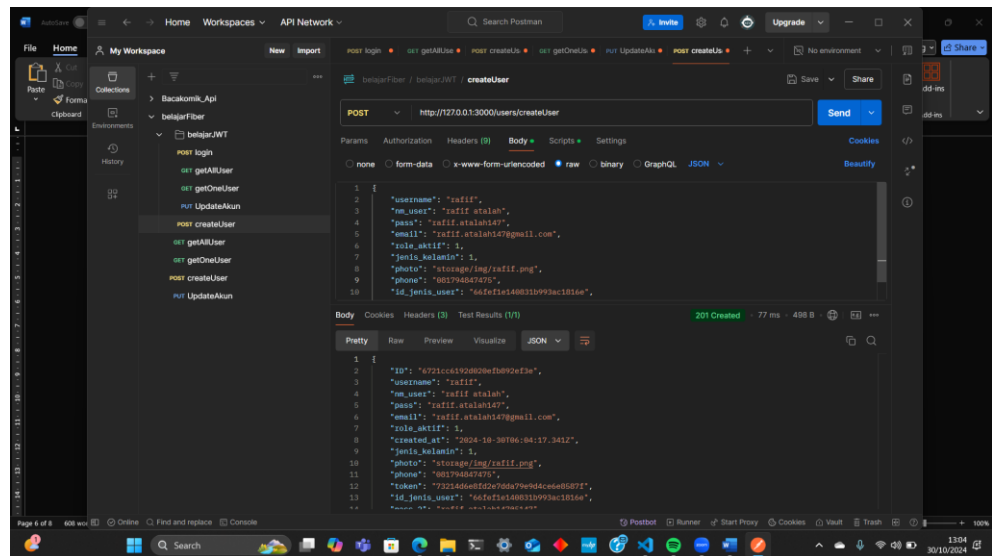 AutoSave
Home Workspaces API Network
Search Postman
Invite
Upgrade
File Home
Share
My Workspace
New Import
POST login GET getAllUse POST createUs GET getOneUs PUT UpdateAk POST createUs
No environment
Cut
Copy
Paste
Forma
Clipboard
dd-ins
dd-ins
Collections
Environments
History
Bacakomik_Api
belajarFiber
belajarJWT
POST login
GET getAllUser
GET getOneUser
PUT UpdateAkun
POST createUser
GET getAllUser
GET getOneUser
POST createUser
PUT UpdateAkun
belajarFiber / belajarJWT / createUser
Save Share
POST http://127.0.0.1:3000/users/createUser Send
Params Authorization Headers (9) Body Scripts Settings Cookies
none form-data x-www-form-urlencoded raw binary GraphQL JSON Beautify
1 {
2 "username": "rafif",
3 "nm_user": "rafif atalah",
4 "pass": "rafif.atalah147",
5 "email": "rafif.atalah147@gmail.com",
6 "role_aktif": 1,
7 "jenis_kelamin": 1,
8 "photo": "storage/img/rafif.png",
9 "phone": "081794847475",
10 "id_jenis_user": "66fef1e140831b993ac1816e",
Body Cookies Headers (3) Test Results (1/1) 201 Created 77 ms 498 B
Pretty Raw Preview Visualize JSON
1 {
2 "ID": "6721cc6192d020efb092ef3e",
3 "username": "rafif",
4 "nm_user": "rafif atalah",
5 "pass": "rafif.atalah147",
6 "email": "rafif.atalah147@gmail.com",
7 "role_aktif": 1,
8 "created_at": "2024-10-30T06:04:17.341Z",
9 "jenis_kelamin": 1,
10 "photo": "storage/img/rafif.png",
11 "phone": "081794847475",
12 "token": "73214d6e8fd2e7dda79e9d4ce6e8587f",
13 "id_jenis_user": "66fef1e140831b993ac1816e",
Page 6 of 8 608 wor
Online Find and replace Console
Postbot Runner Start Proxy Cookies Vault Trash
100%
Search
13:04
30/10/2024